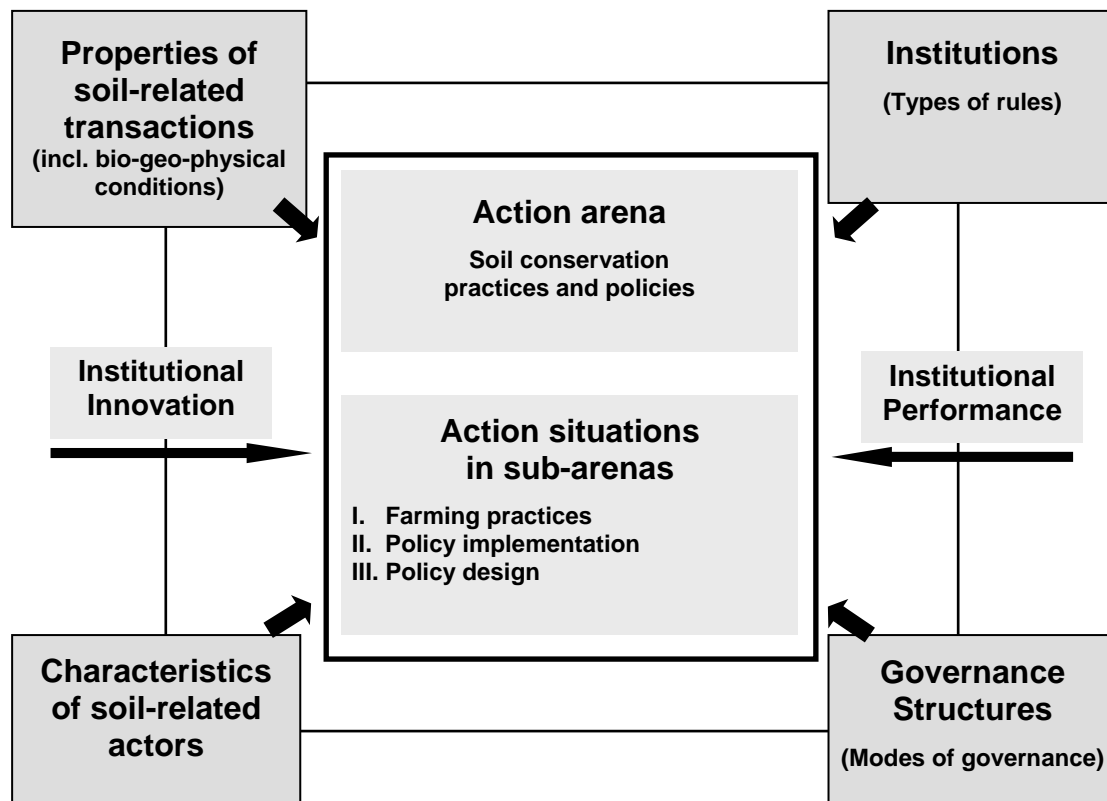 Properties of
soil-related
transactions
(incl. bio-geo-physical
conditions)
Institutions
(Types of rules)
Action arena
Soil conservation
practices and policies
Institutional
Innovation
Institutional
Performance
Action situations
in sub-arenas
I. Farming practices
II. Policy implementation
III. Policy design
Characteristics
of soil-related
actors
Governance
Structures
(Modes of governance)